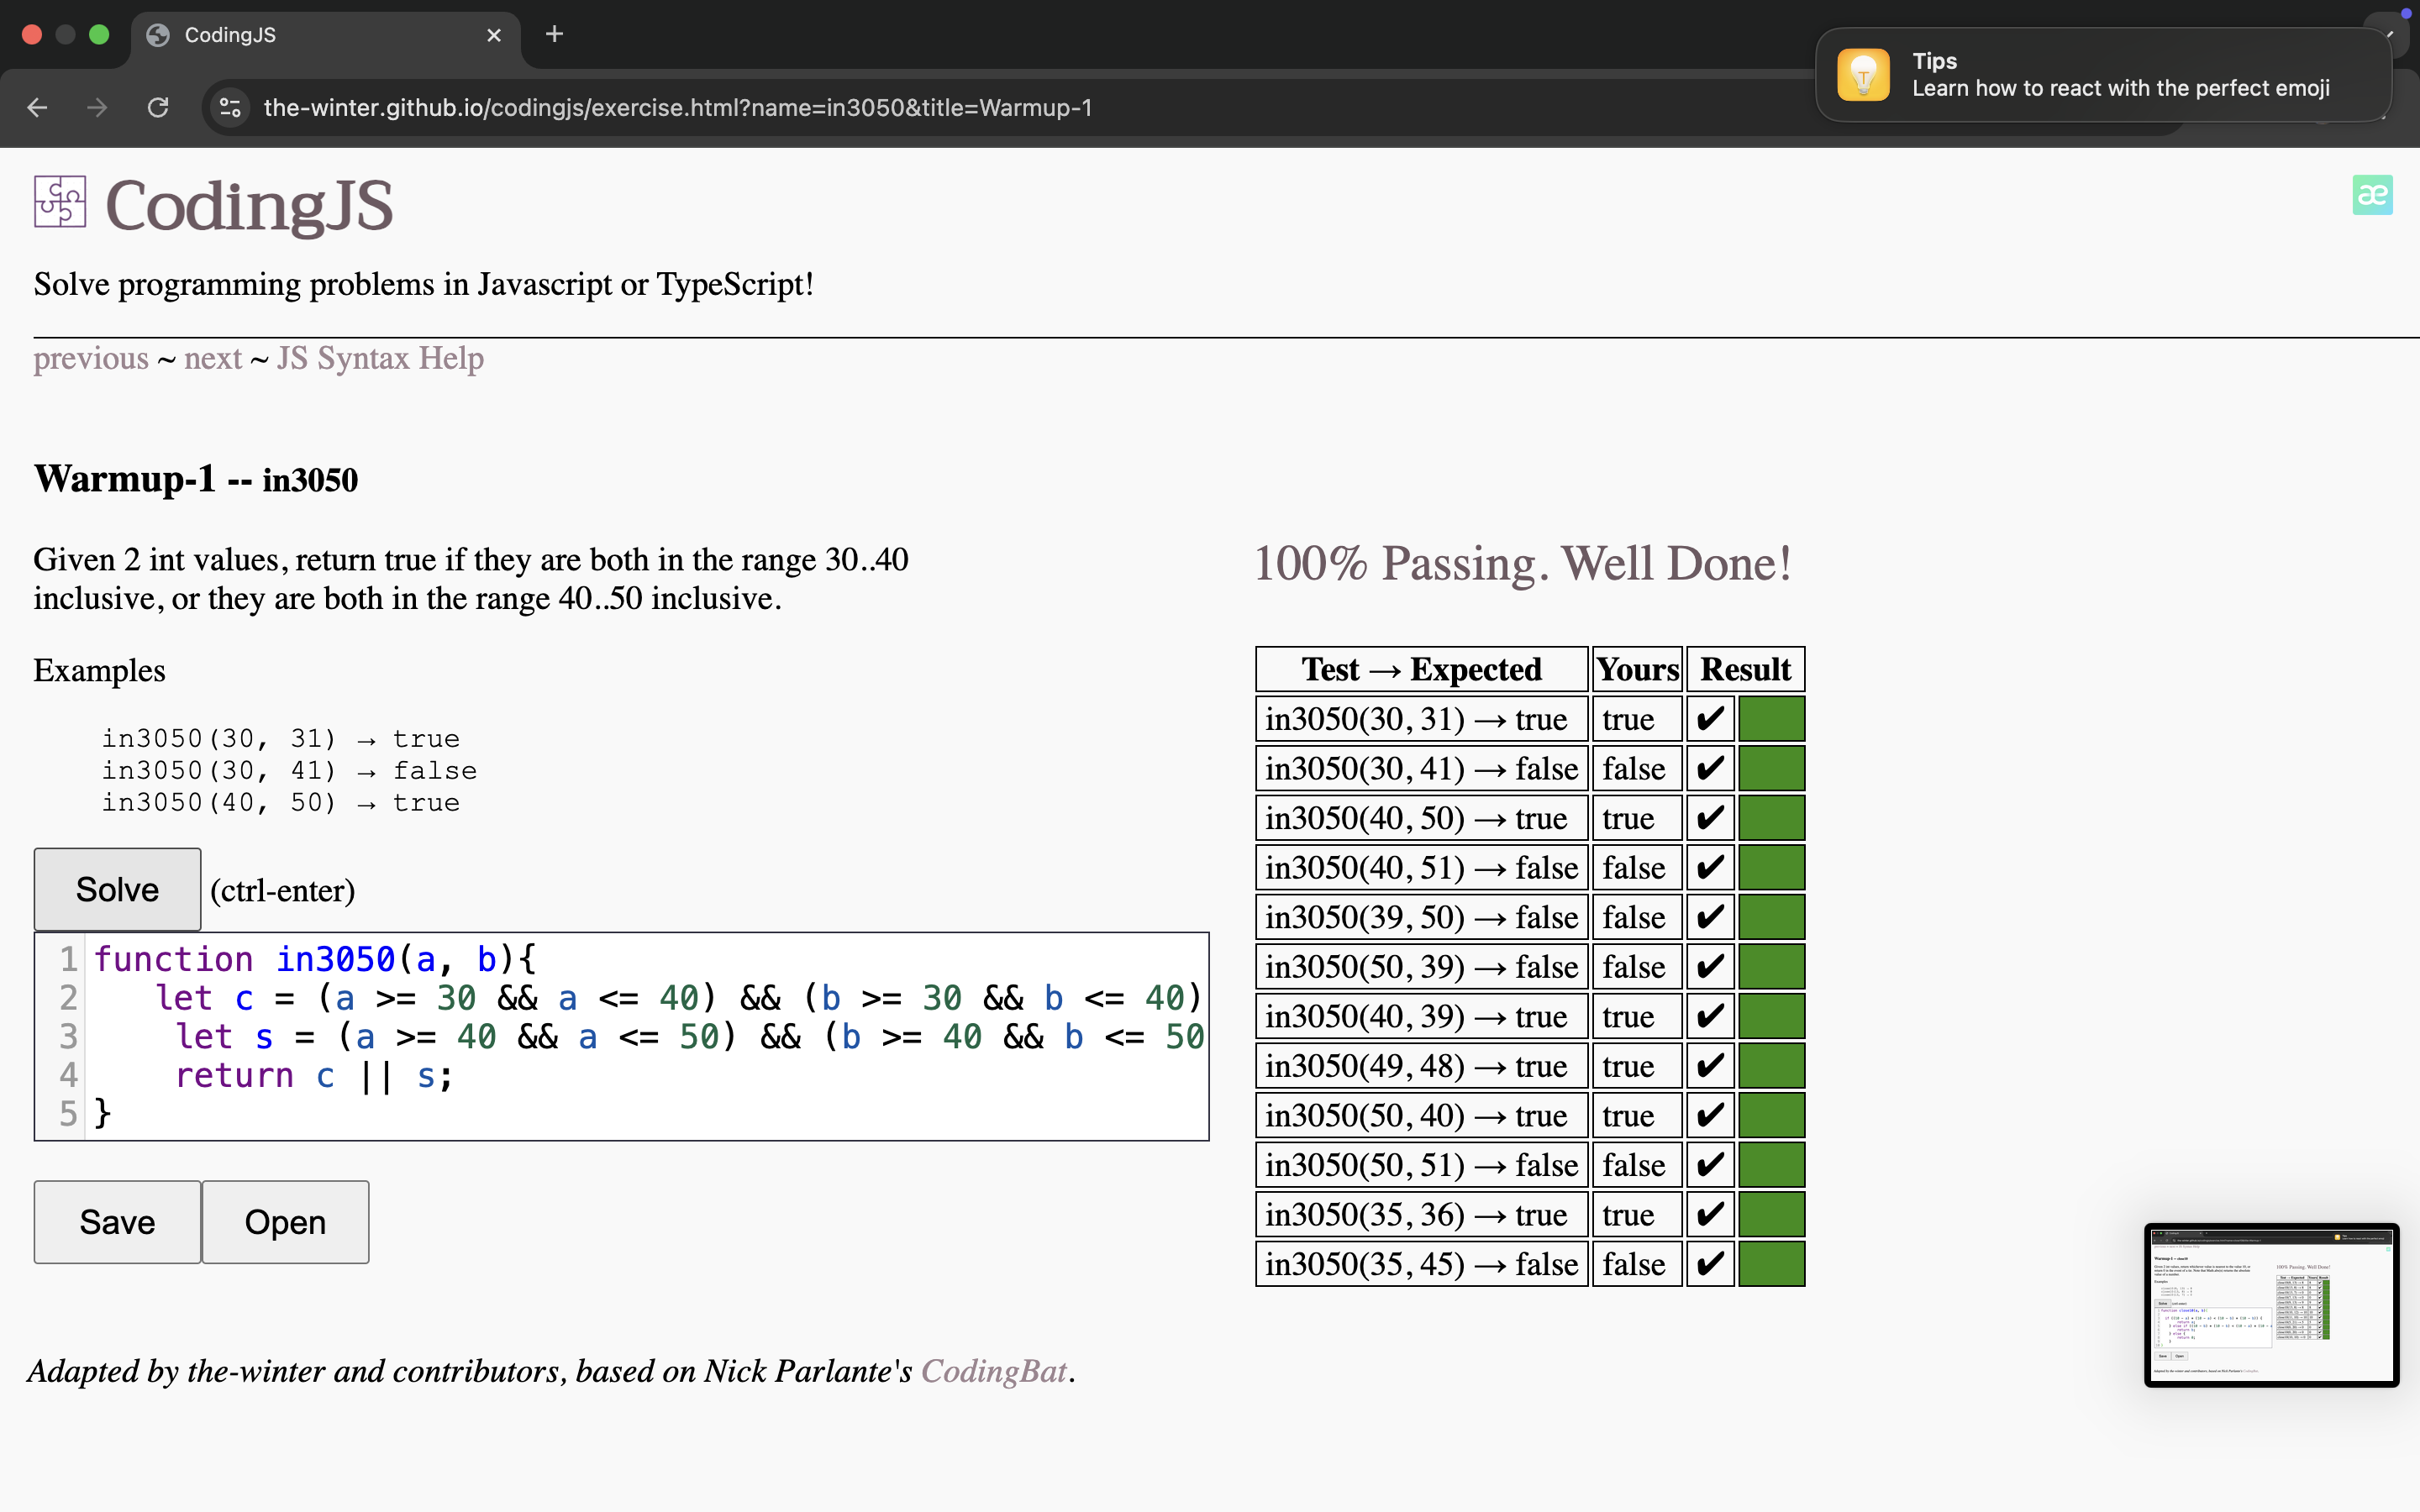 CodingJS
Tips
Learn how to react with the perfect emoji
the-winter.github.io/codingjs/exercise.html?name=in3050&title=Warmup-1
CodingJS
æ
Solve programming problems in Javascript or TypeScript!
previous ~ next ~ JS Syntax Help
Warmup-1 -- in3050
Given 2 int values, return true if they are both in the range 30..40
inclusive, or they are both in the range 40..50 inclusive.
Examples
in3050(30, 31) → true
in3050(30, 41) → false
in3050(40, 50) → true
Solve (ctrl-enter)
1 function in3050(a, b){
2 let c = (a >= 30 && a <= 40) && (b >= 30 && b <= 40)
3 let s = (a >= 40 && a <= 50) && (b >= 40 && b <= 50
4 return c || s;
5 }
Save Open
100% Passing. Well Done!
Test → Expected Yours Result
in3050(30, 31) → true true ✔
in3050(30, 41) → false false ✔
in3050(40, 50) → true true ✔
in3050(40, 51) → false false ✔
in3050(39, 50) → false false ✔
in3050(50, 39) → false false ✔
in3050(40, 39) → true true ✔
in3050(49, 48) → true true ✔
in3050(50, 40) → true true ✔
in3050(50, 51) → false false ✔
in3050(35, 36) → true true ✔
in3050(35, 45) → false false ✔
Adapted by the-winter and contributors, based on Nick Parlante's CodingBat.